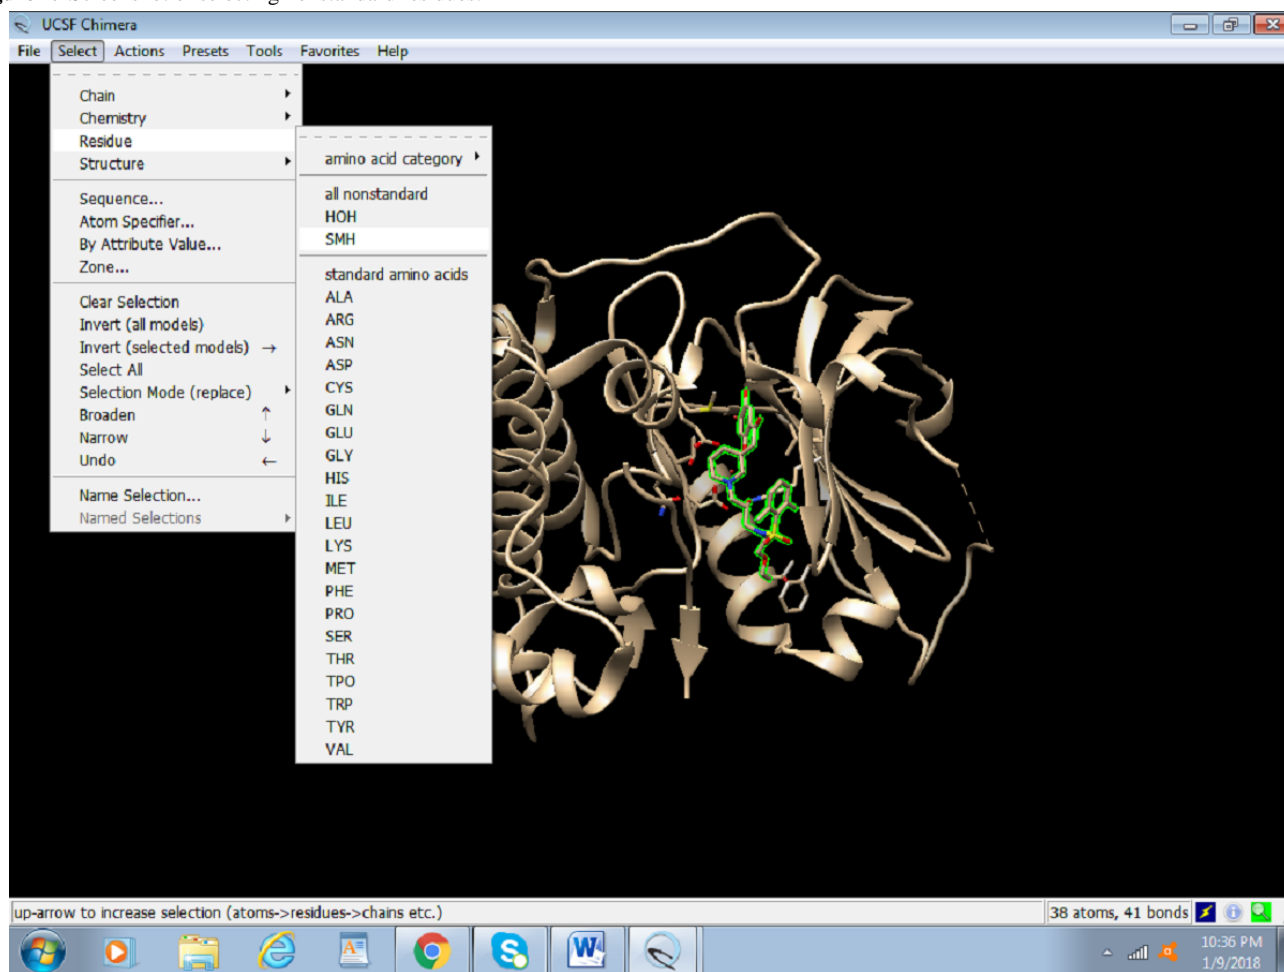 UCSF Chimera
File Select Actions Presets Tools Favorites Help
Chain
Chemistry
Residue
Structure
Sequence...
Atom Specifier...
By Attribute Value...
Zone...
Clear Selection
Invert (all models)
Invert (selected models) →
Select All
Selection Mode (replace)
Broaden ↑
Narrow ↓
Undo ←
Name Selection...
Named Selections
amino acid category
all nonstandard
HOH
SMH
standard amino acids
ALA
ARG
ASN
ASP
CYS
GLN
GLU
GLY
HIS
ILE
LEU
LYS
MET
PHE
PRO
SER
THR
TPO
TRP
TYR
VAL
up-arrow to increase selection (atoms->residues->chains etc.)
38 atoms, 41 bonds
10:36 PM
1/9/2018